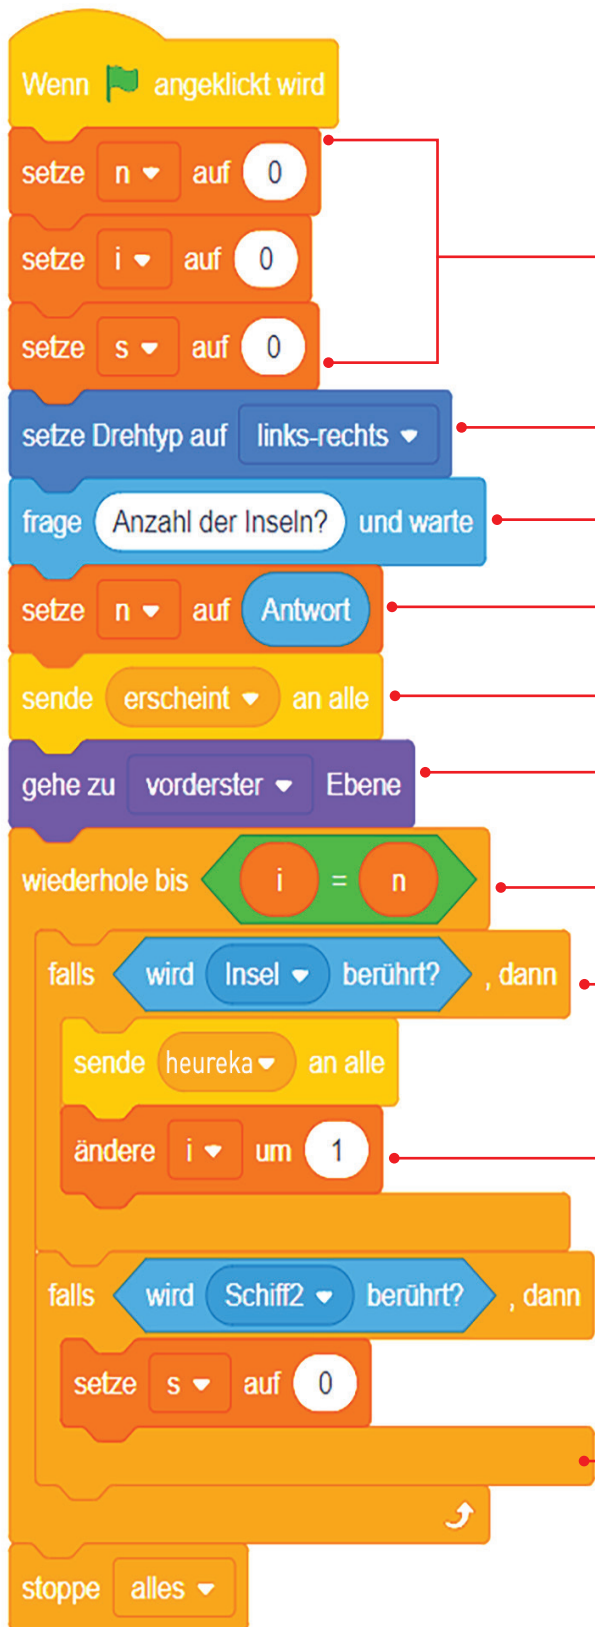 Wenn angeklickt wird
setze n auf 0
setze i auf 0
setze s auf 0
setze Drehtyp auf links-rechts
frage Anzahl der Inseln? und warte
setze n auf Antwort
sende erscheint an alle
gehe zu vorderster Ebene
wiederhole bis i = n
falls wird Insel berührt? , dann
sende heureka an alle
ändere i um 1
falls wird Schiff2 berührt? , dann
setze s auf 0
stoppe alles